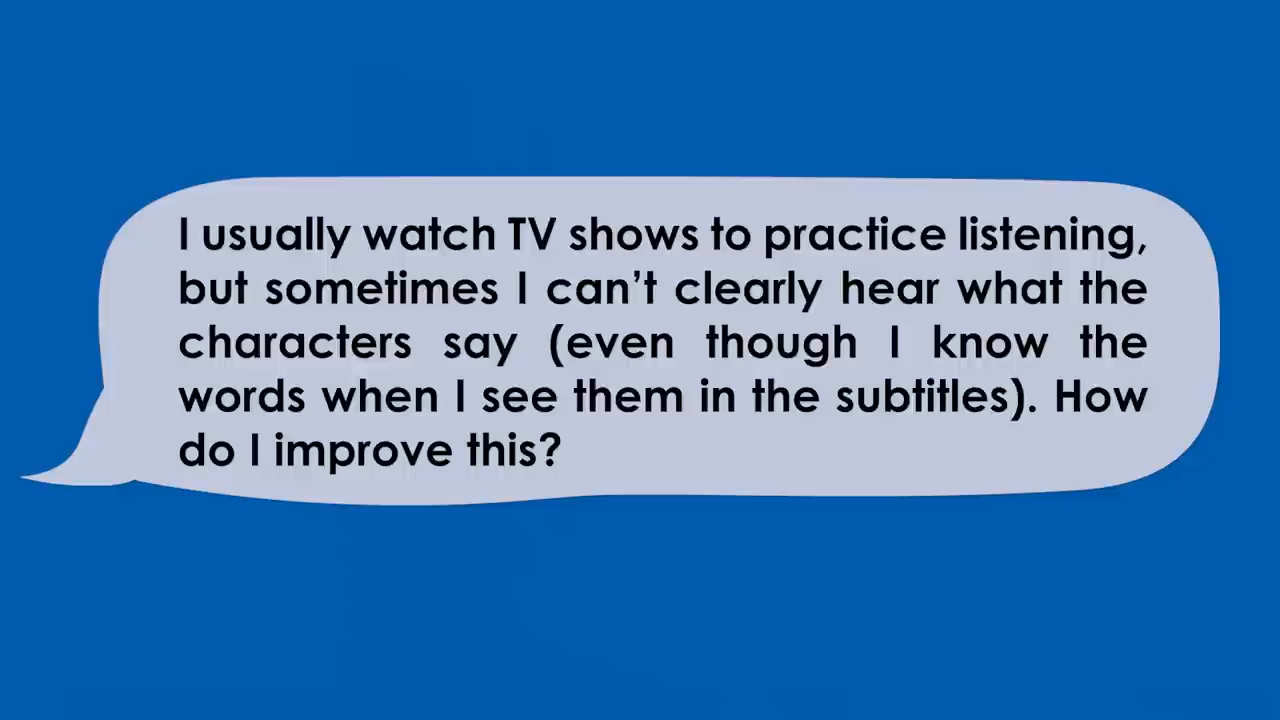 I usually watch TV shows to practice listening,
but sometimes I can’t clearly hear what the
characters say (even though I know the
words when I see them in the subtitles). How
do I improve this?